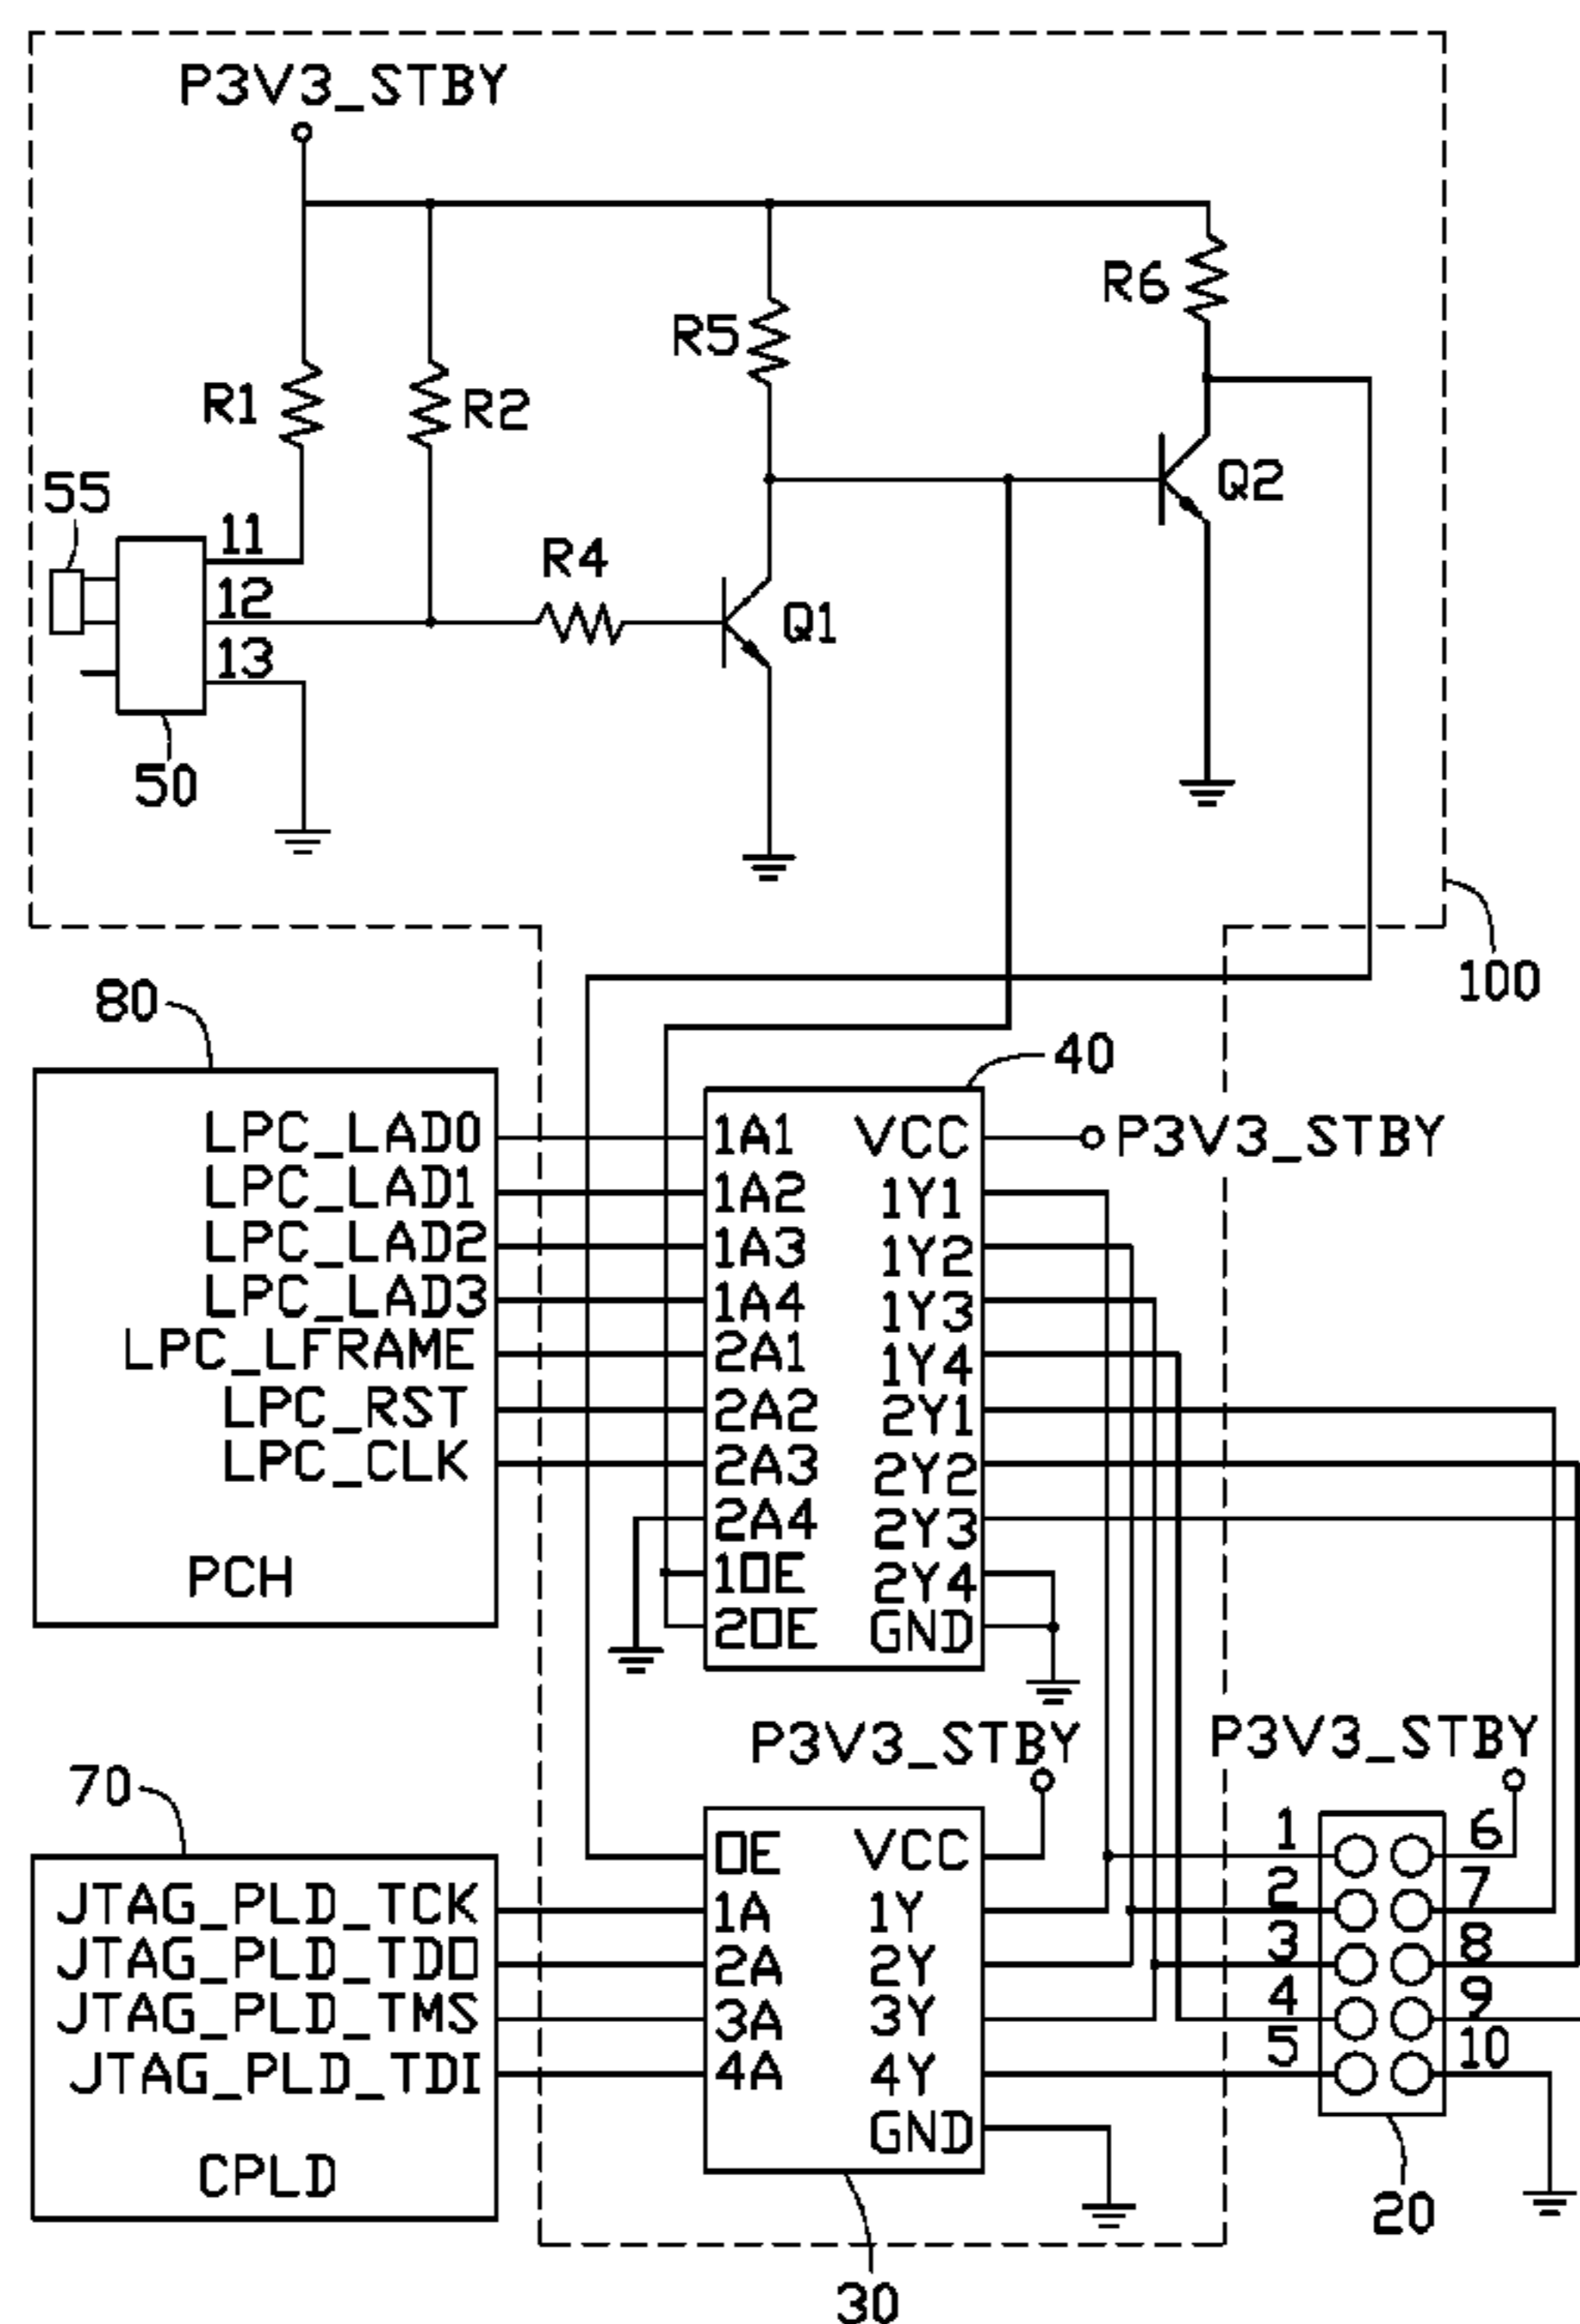 P3V3_STBY
R6
R5
R1
R2
55
Q2
11
R4
12
Q1
13
50
100
80
40
LPC_LAD0
LPC_LAD1
LPC_LAD2
LPC_LAD3
LPC_LFRAME
LPC_RST
LPC_CLK
PCH
1A1 VCC
1A2 1Y1
1A3 1Y2
1A4 1Y3
2A1 1Y4
2A2 2Y1
2A3 2Y2
2A4 2Y3
1OE 2Y4
2OE GND
P3V3_STBY
P3V3_STBY
P3V3_STBY
70
JTAG_PLD_TCK
JTAG_PLD_TDO
JTAG_PLD_TMS
JTAG_PLD_TDI
CPLD
OE VCC
1A 1Y
2A 2Y
3A 3Y
4A 4Y
GND
1 6
2 7
3 8
4 9
5 10
20
30